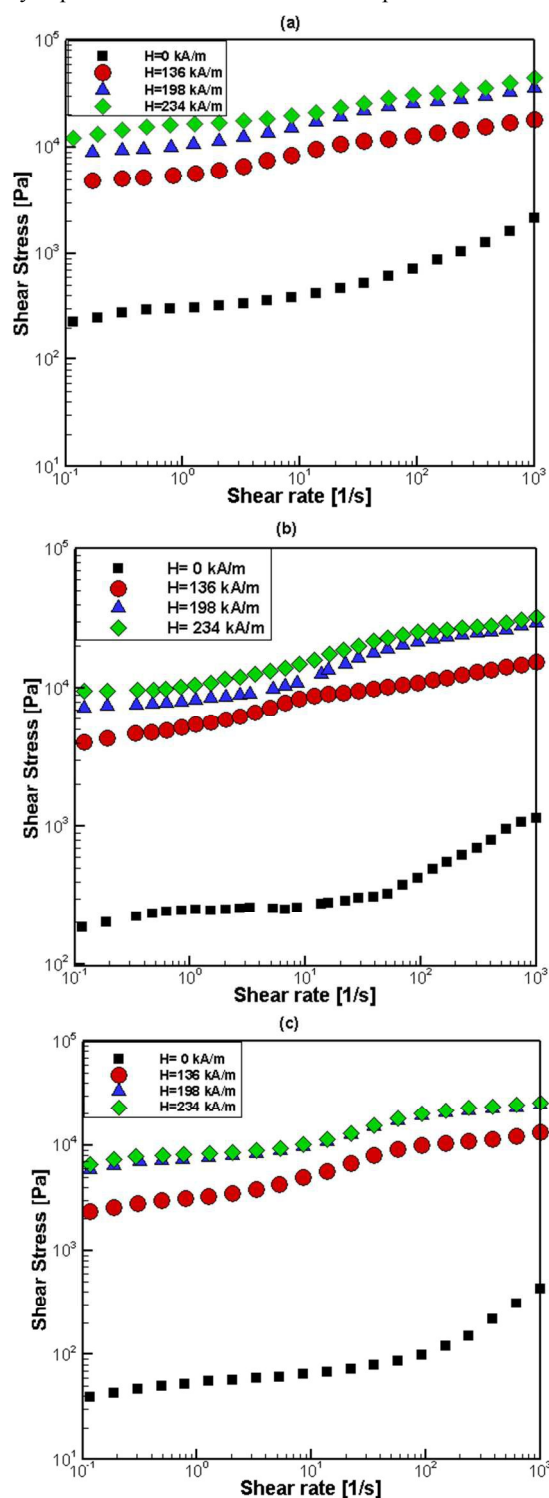 (a)
10^5
H=0 kA/m
H=136 kA/m
H=198 kA/m
H=234 kA/m
10^4
10^3
10^2
10^1
Shear Stress [Pa]
10^-1 10^0 10^1 10^2 10^3
Shear rate [1/s]
(b)
10^5
H= 0 kA/m
H=136 kA/m
H=198 kA/m
H= 234 kA/m
10^4
10^3
10^2
Shear Stress [Pa]
10^-1 10^0 10^1 10^2 10^3
Shear rate [1/s]
(c)
10^5
H= 0 kA/m
H=136 kA/m
H=198 kA/m
H=234 kA/m
10^4
10^3
10^2
10^1
Shear Stress [Pa]
10^-1 10^0 10^1 10^2 10^3
Shear rate [1/s]